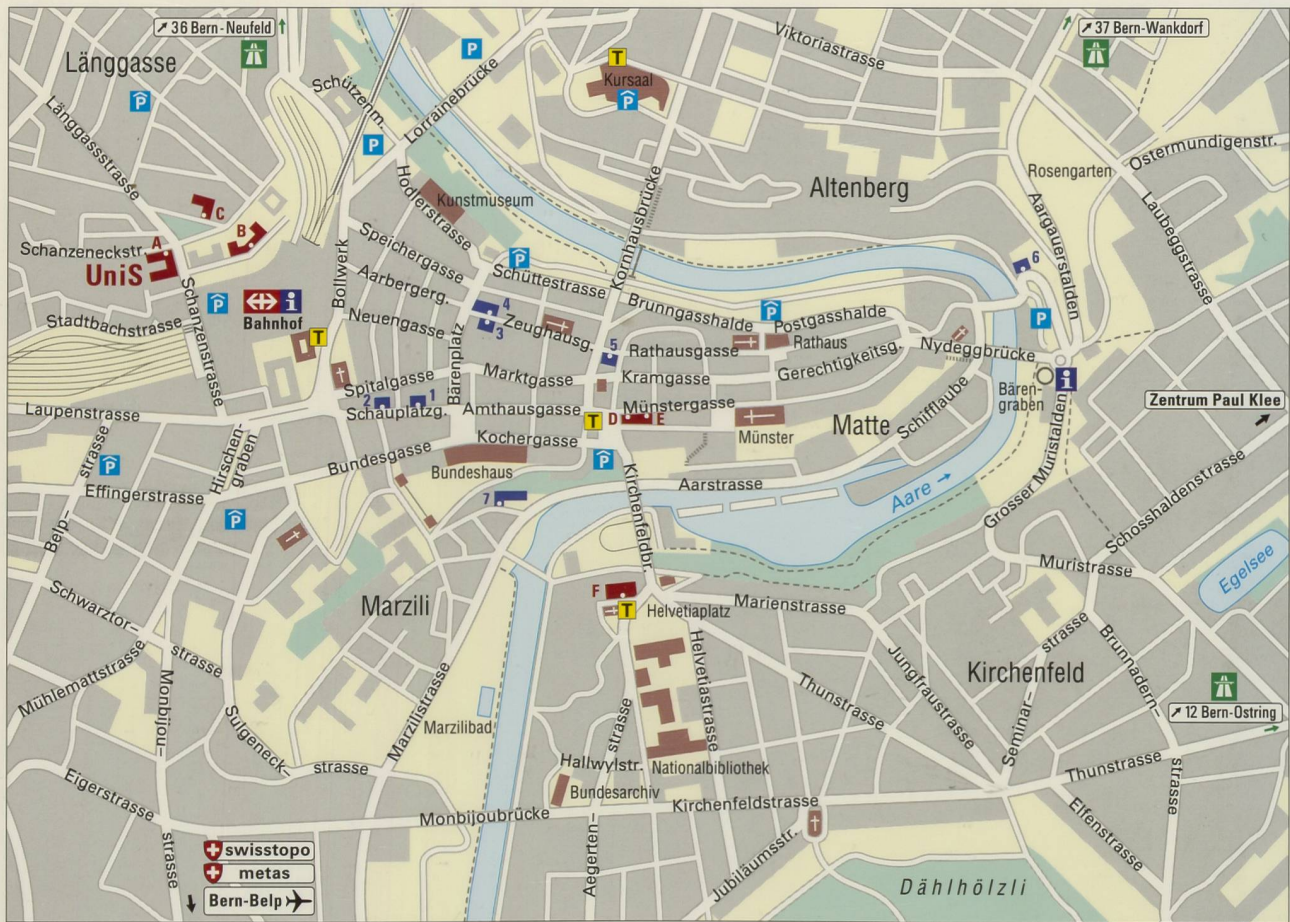 36 Bern-Neufeld
37 Bern-Wankdorf
Länggasse
P
T
Viktoriastrasse
Kursaal
P
P
Schützenm.
Lorrainebrücke
Länggassstrasse
P
Ostermundigenstr.
Rosengarten
Altenberg
Hodlerstrasse
Kunstmuseum
Kornhausbrücke
Aargauerstalden
Laubeggstrasse
C
B
A
Schanzeneckstr.
UniS
Speichergasse
Bollwerk
P
Schüttestrasse
6
Aarbergerg.
i
Bahnhof
P
Schanzenstrasse
Stadtbachstrasse
Neuengasse
4
3
Zeughausg.
Brunngasshalde
P
Postgasshalde
P
T
5
Rathausgasse
Rathaus
Nydeggbrücke
Bärenplatz
Spitalgasse
Marktgasse
Kramgasse
Gerechtigkeitsg.
2
1
Schauplatzg.
Amthausgasse
Münstergasse
Bären-
graben
i
Zentrum Paul Klee
Laupenstrasse
T
D
E
Münster
Matte
Schifflaube
Hirschen-
graben
Bundesgasse
Kochergasse
Bundeshaus
P
P
Belp-
strasse
Effingerstrasse
7
Kirchenfeldbr.
Aarstrasse
Aare
Grosser Muristalden
Schosshaldenstrasse
P
Egelsee
Muristrasse
Marzili
F
T
Helvetiaplatz
Marienstrasse
Schwarztor-
strasse
Mühlemattstrasse
Monbijou-
strasse
Sulgeneck-
strasse
Marzilistrasse
Marzilibad
Helvetiastrasse
Thunstrasse
Jungfraustrasse
Kirchenfeld
Seminar-
strasse
Brunnadern-
strasse
12 Bern-Ostring
Hallwylstr.
Nationalbibliothek
Bundesarchiv
Aegerten-
strasse
Kirchenfeldstrasse
Thunstrasse
Elfenstrasse
Eigerstrasse
Monbijoubrücke
Jubiläumsstr.
Dählhölzli
swisstopo
metas
Bern-Belp